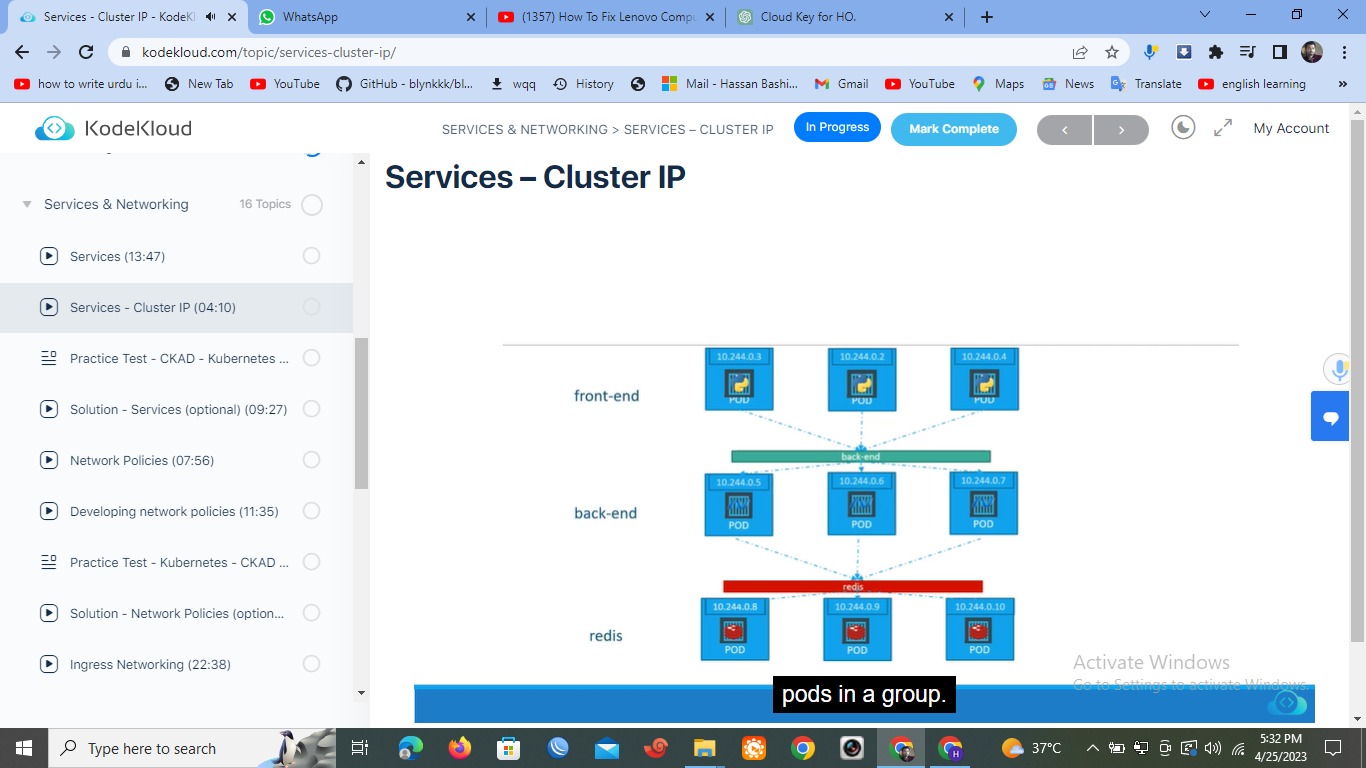 Services - Cluster IP - KodeKl
WhatsApp
(1357) How To Fix Lenovo Compu
Cloud Key for HO.
kodekloud.com/topic/services-cluster-ip/
how to write urdu i...
New Tab
YouTube
GitHub - blynkkk/bl...
wqq
History
Mail - Hassan Bashi...
Gmail
YouTube
Maps
News
Translate
english learning
»
KodeKloud
SERVICES & NETWORKING > SERVICES – CLUSTER IP
In Progress
Mark Complete
My Account
Services & Networking
16 Topics
Services (13:47)
Services - Cluster IP (04:10)
Practice Test - CKAD - Kubernetes ...
Solution - Services (optional) (09:27)
Network Policies (07:56)
Developing network policies (11:35)
Practice Test - Kubernetes - CKAD ...
Solution - Network Policies (option...
Ingress Networking (22:38)
Services – Cluster IP
10.244.0.3
10.244.0.2
10.244.0.4
front-end
POD
POD
POD
back-end
10.244.0.5
10.244.0.6
10.244.0.7
back-end
POD
POD
POD
redis
10.244.0.8
10.244.0.9
10.244.0.10
redis
POD
POD
POD
Activate Windows
Go to Settings to activate Windows.
pods in a group.
Type here to search
H
37°C
5:32 PM
4/25/2023